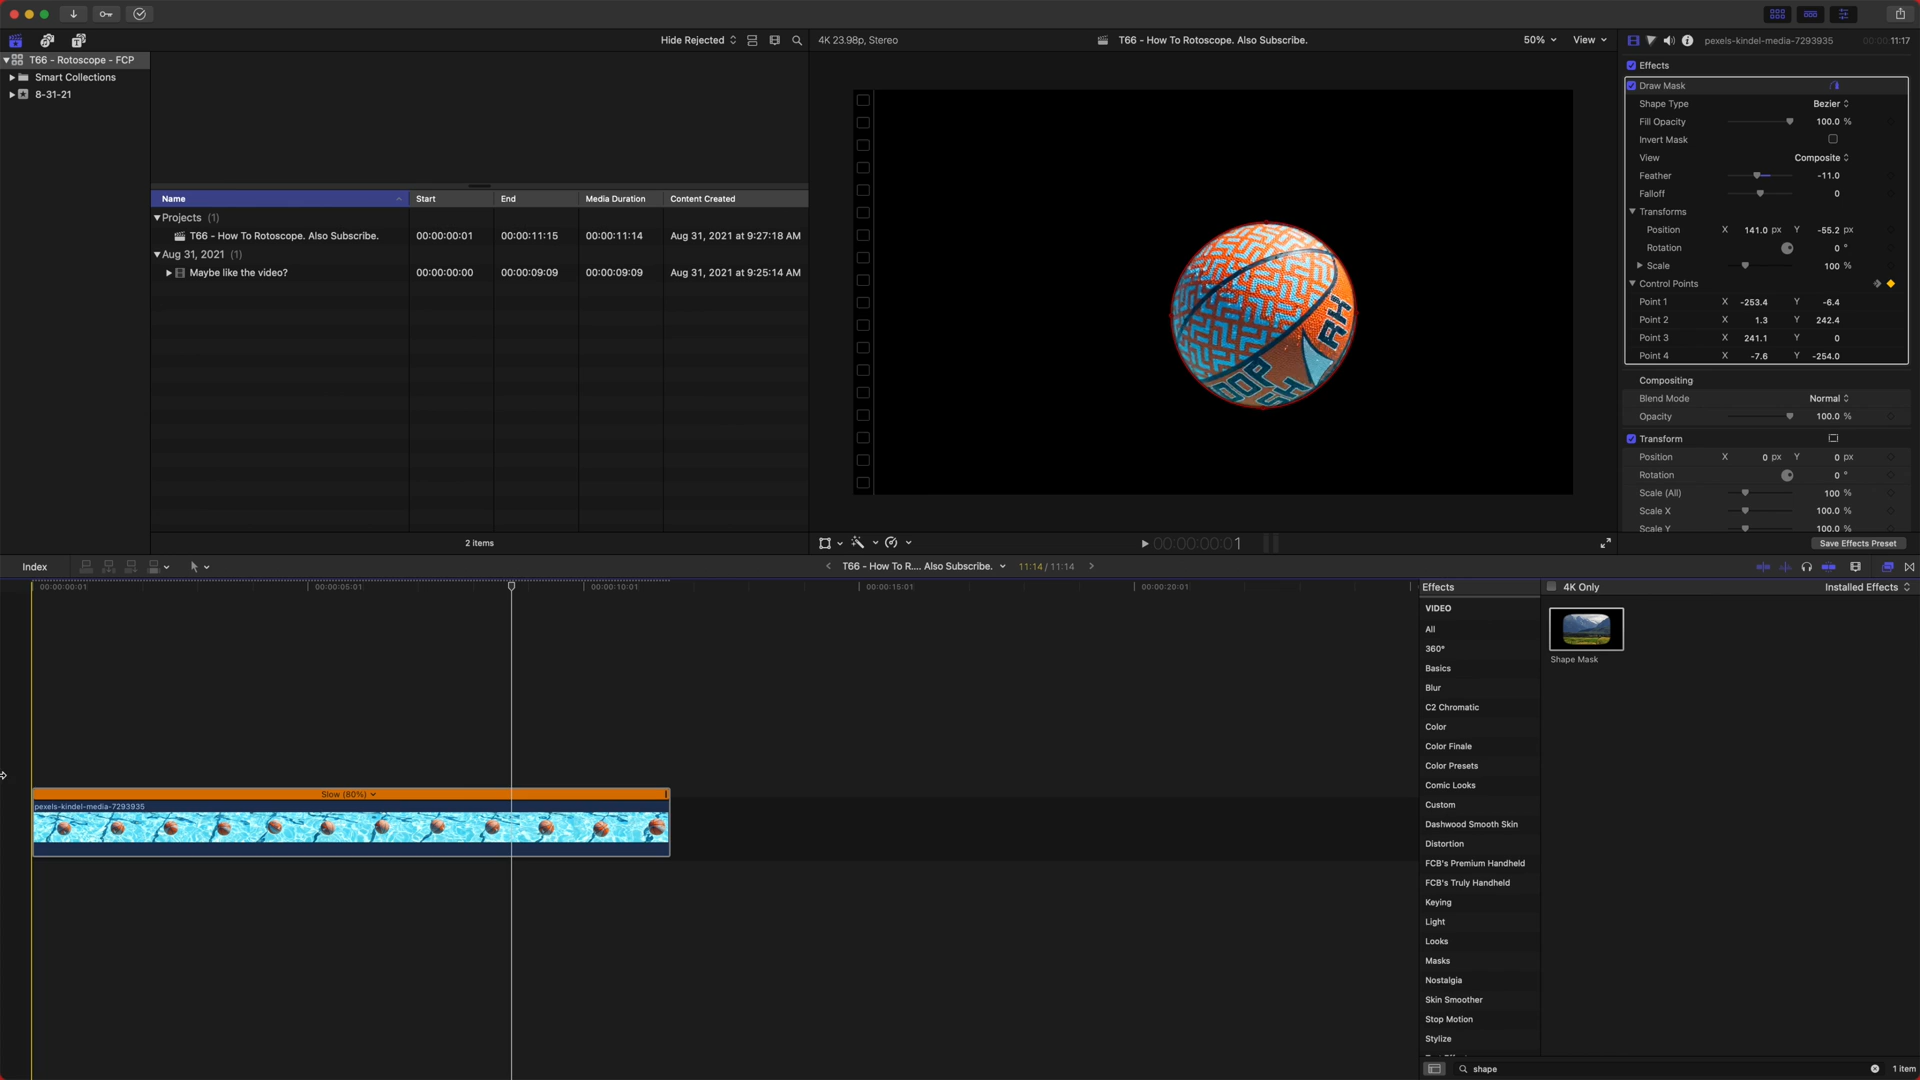 Hide Rejected
4K 23.98p, Stereo
T66 - How To Rotoscope. Also Subscribe.
50%
View
pexels-kindel-media-7293935
00:00:11:17
T66 - Rotoscope - FCP
Smart Collections
8-31-21
Name
Start
End
Media Duration
Content Created
Projects (1)
T66 - How To Rotoscope. Also Subscribe.
00:00:00:01
00:00:11:15
00:00:11:14
Aug 31, 2021 at 9:27:18 AM
Aug 31, 2021 (1)
Maybe like the video?
00:00:00:00
00:00:09:09
00:00:09:09
Aug 31, 2021 at 9:25:14 AM
2 items
00:00:00:01
Effects
Draw Mask
Shape Type Bezier
Fill Opacity 100.0 %
Invert Mask
View Composite
Feather -11.0
Falloff 0
Transforms
Position X 141.0 px Y -55.2 px
Rotation 0 °
Scale 100 %
Control Points
Point 1 X -253.4 Y -6.4
Point 2 X 1.3 Y 242.4
Point 3 X 241.1 Y 0
Point 4 X -7.6 Y -254.0
Compositing
Blend Mode Normal
Opacity 100.0 %
Transform
Position X 0 px Y 0 px
Rotation 0 °
Scale (All) 100 %
Scale X 100.0 %
Scale Y 100.0 %
Save Effects Preset
Index
T66 - How To R.... Also Subscribe.
11:14 / 11:14
00:00:00:01
00:00:05:01
00:00:10:01
00:00:15:01
00:00:20:01
Slow (80%)
pexels-kindel-media-7293935
Effects
4K Only
Installed Effects
VIDEO
All
360°
Basics
Blur
C2 Chromatic
Color
Color Finale
Color Presets
Comic Looks
Custom
Dashwood Smooth Skin
Distortion
FCB's Premium Handheld
FCB's Truly Handheld
Keying
Light
Looks
Masks
Nostalgia
Skin Smoother
Stop Motion
Stylize
Shape Mask
shape
1 item